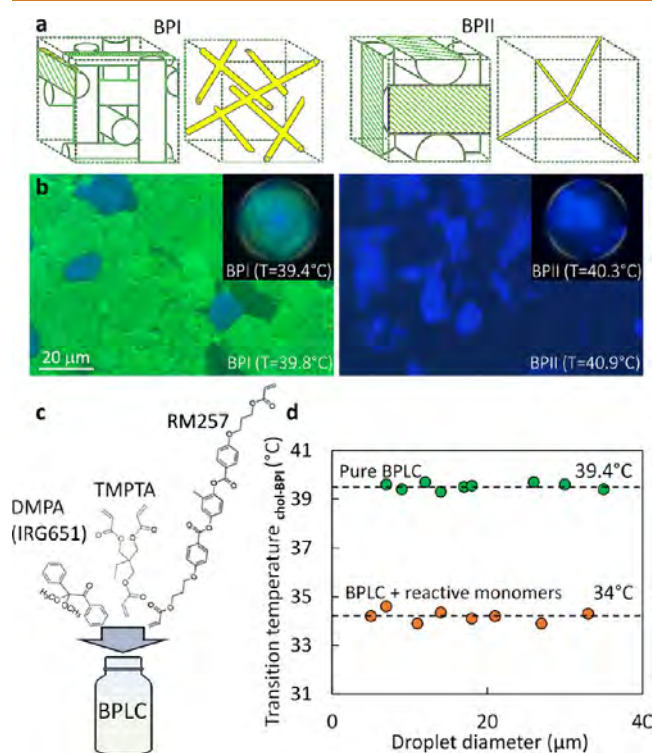 a
BPI
BPII
b
BPI (T=39.4°C)
BPI (T=39.8°C)
20 μm
BPII (T=40.3°C)
BPII (T=40.9°C)
c
RM257
TMPTA
DMPA
(IRG651)
BPLC
d
Transition temperature chol-BPI (°C)
41
39
37
35
33
31
Pure BPLC
39.4°C
BPLC + reactive monomers
34°C
0
20
40
Droplet diameter (μm)